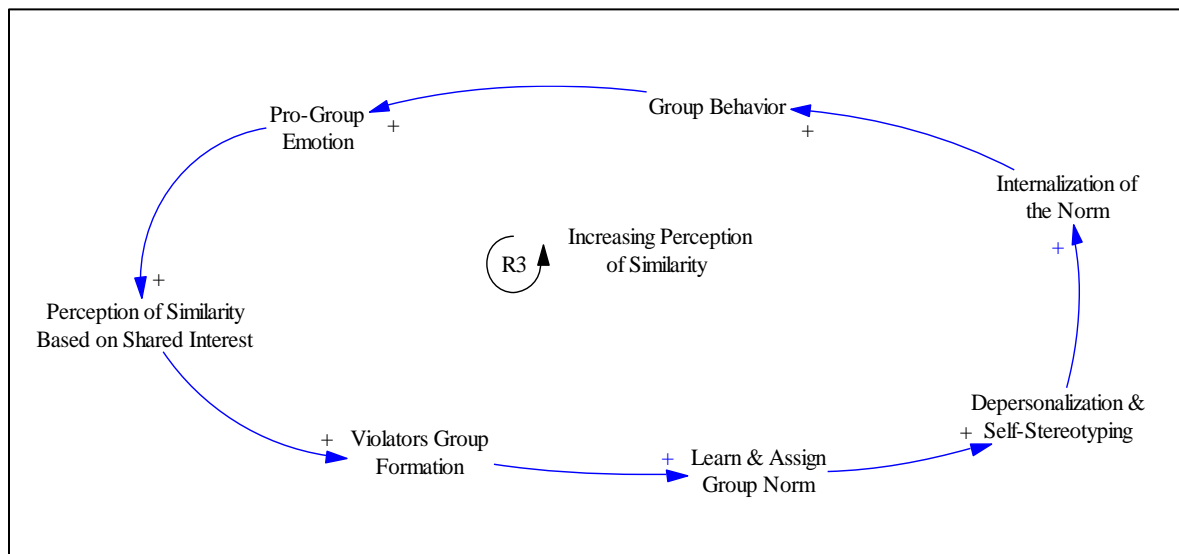 Group Behavior
+
Pro-Group
Emotion
+
Internalization of
the Norm
+
R3
Increasing Perception
of Similarity
+
Perception of Similarity
Based on Shared Interest
+
Violators Group
Formation
+
Learn & Assign
Group Norm
+
Depersonalization &
Self-Stereotyping